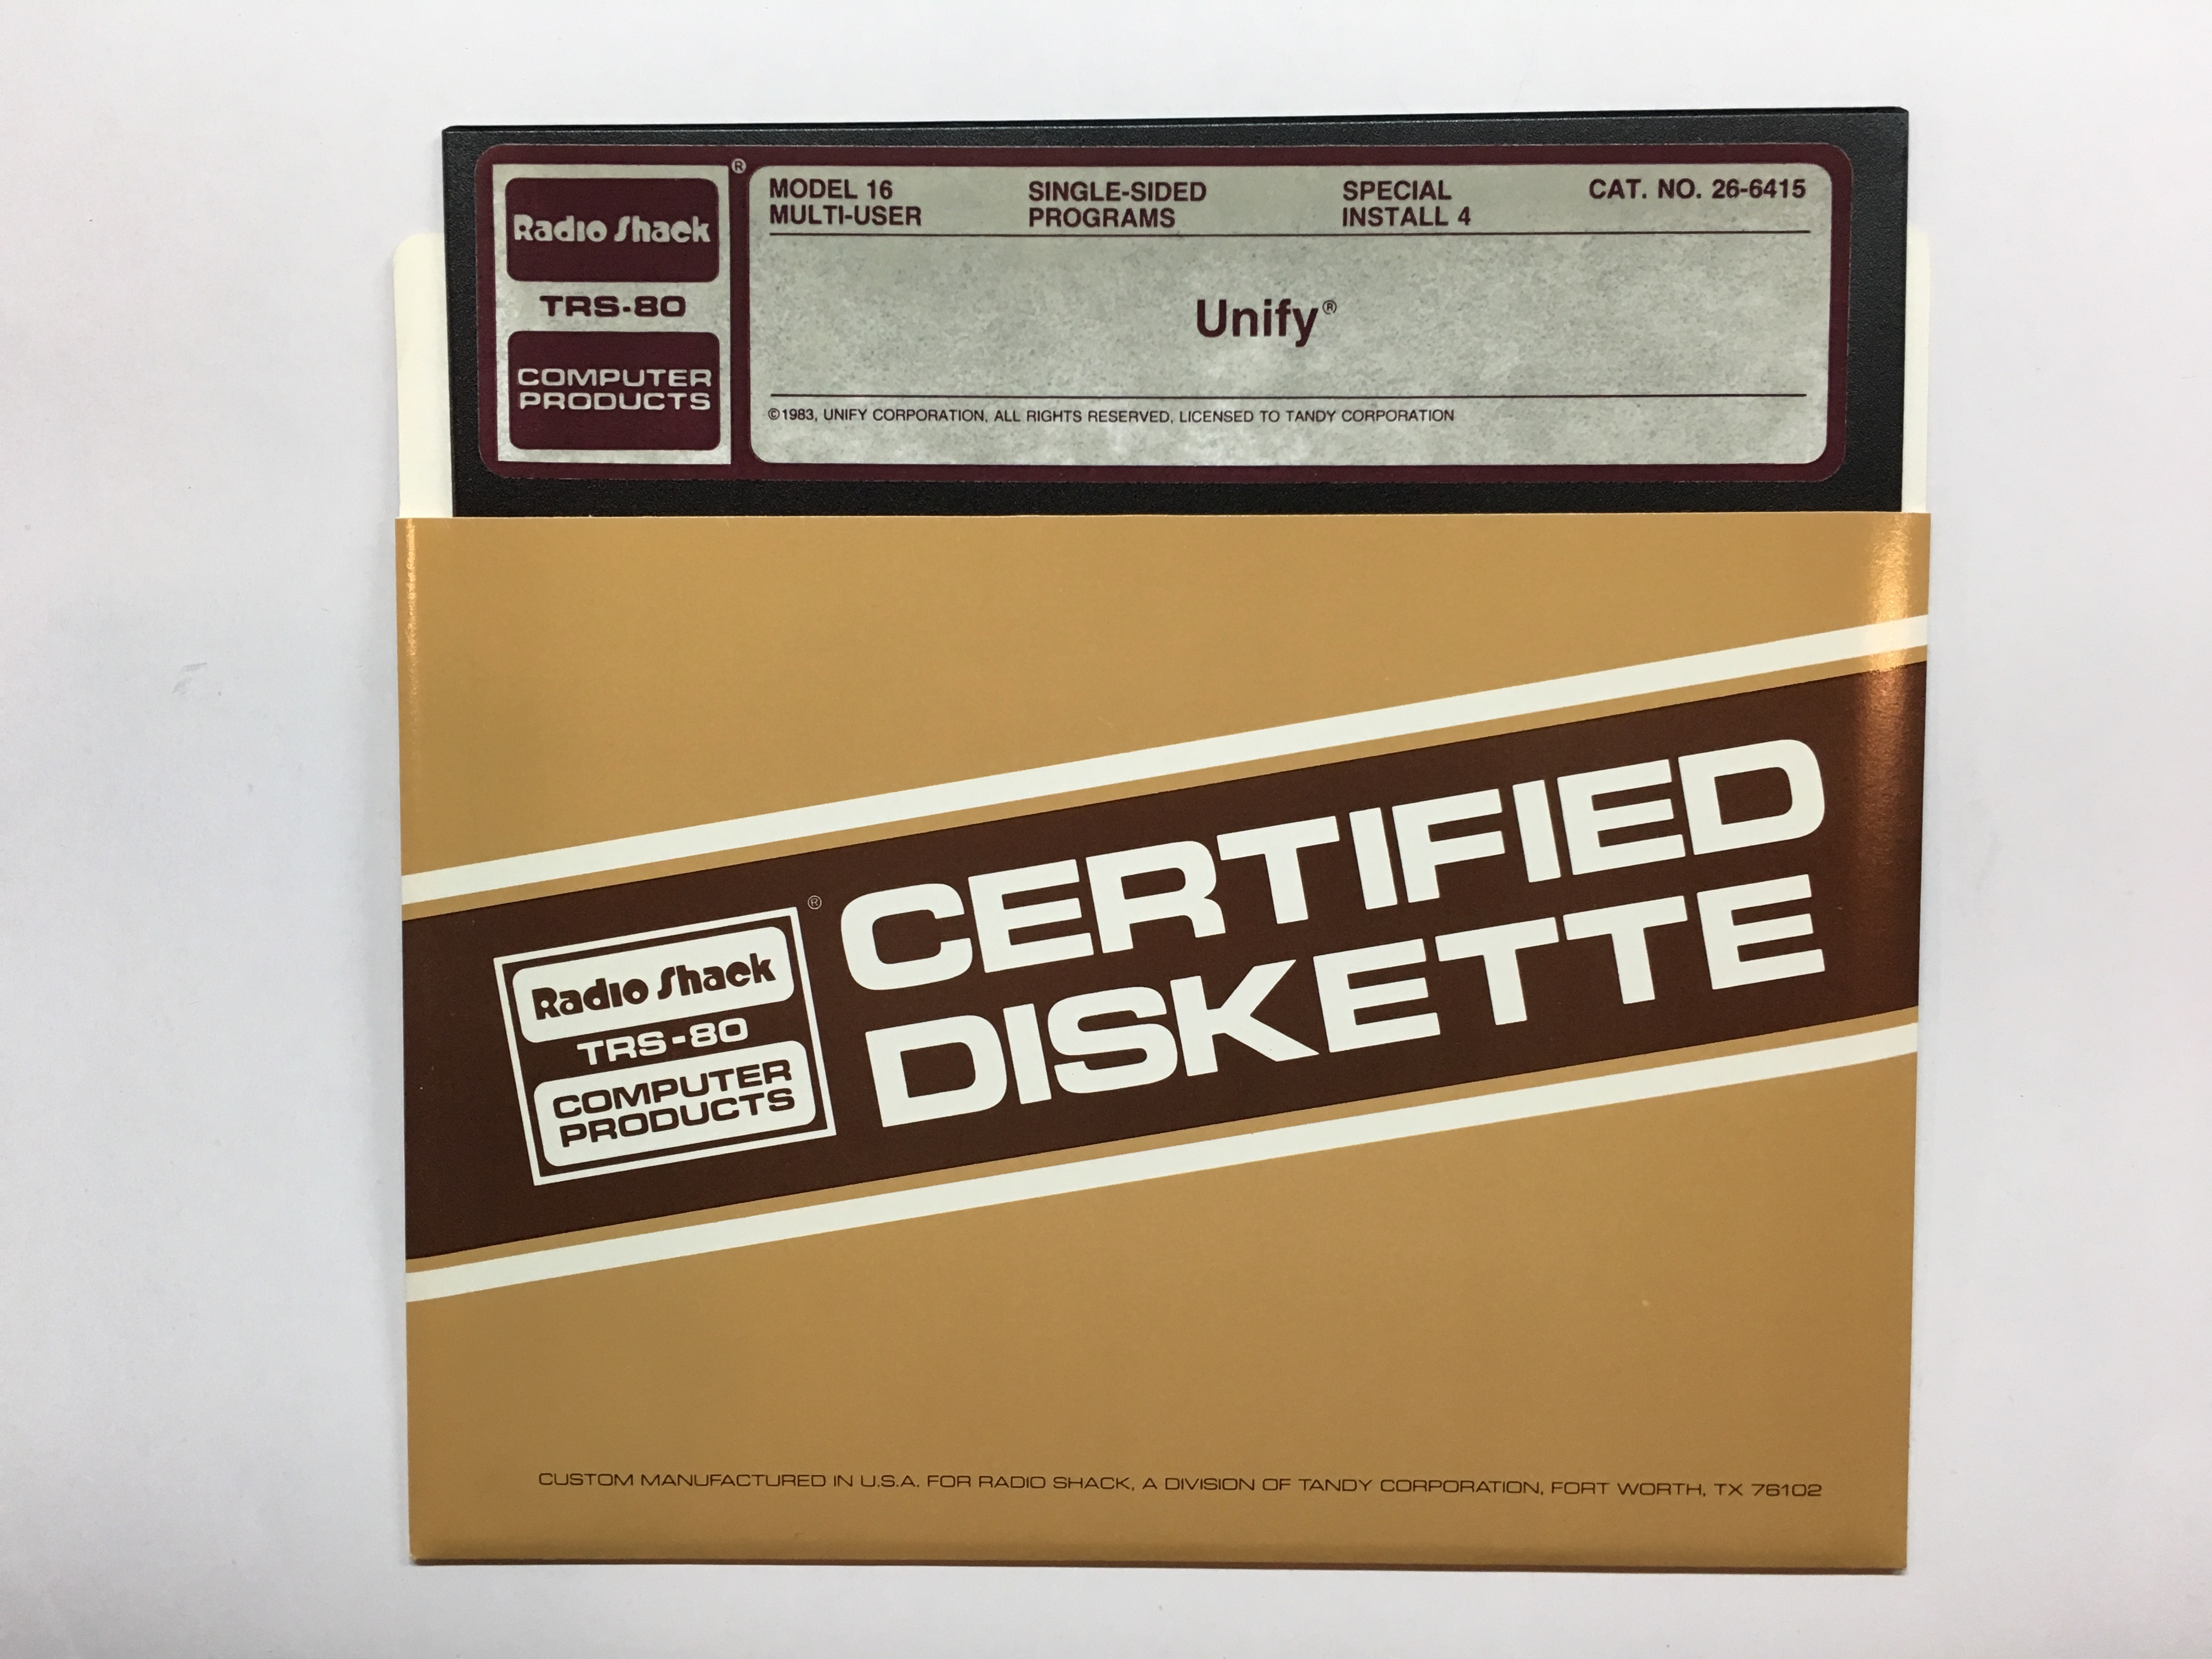 Radio Shack
TRS-80
COMPUTER
PRODUCTS
®
MODEL 16
MULTI-USER
SINGLE-SIDED
PROGRAMS
SPECIAL
INSTALL 4
CAT. NO. 26-6415
Unify®
©1983, UNIFY CORPORATION, ALL RIGHTS RESERVED, LICENSED TO TANDY CORPORATION
Radio Shack
TRS-80
COMPUTER
PRODUCTS
®
CERTIFIED
DISKETTE
CUSTOM MANUFACTURED IN U.S.A. FOR RADIO SHACK, A DIVISION OF TANDY CORPORATION, FORT WORTH, TX 76102